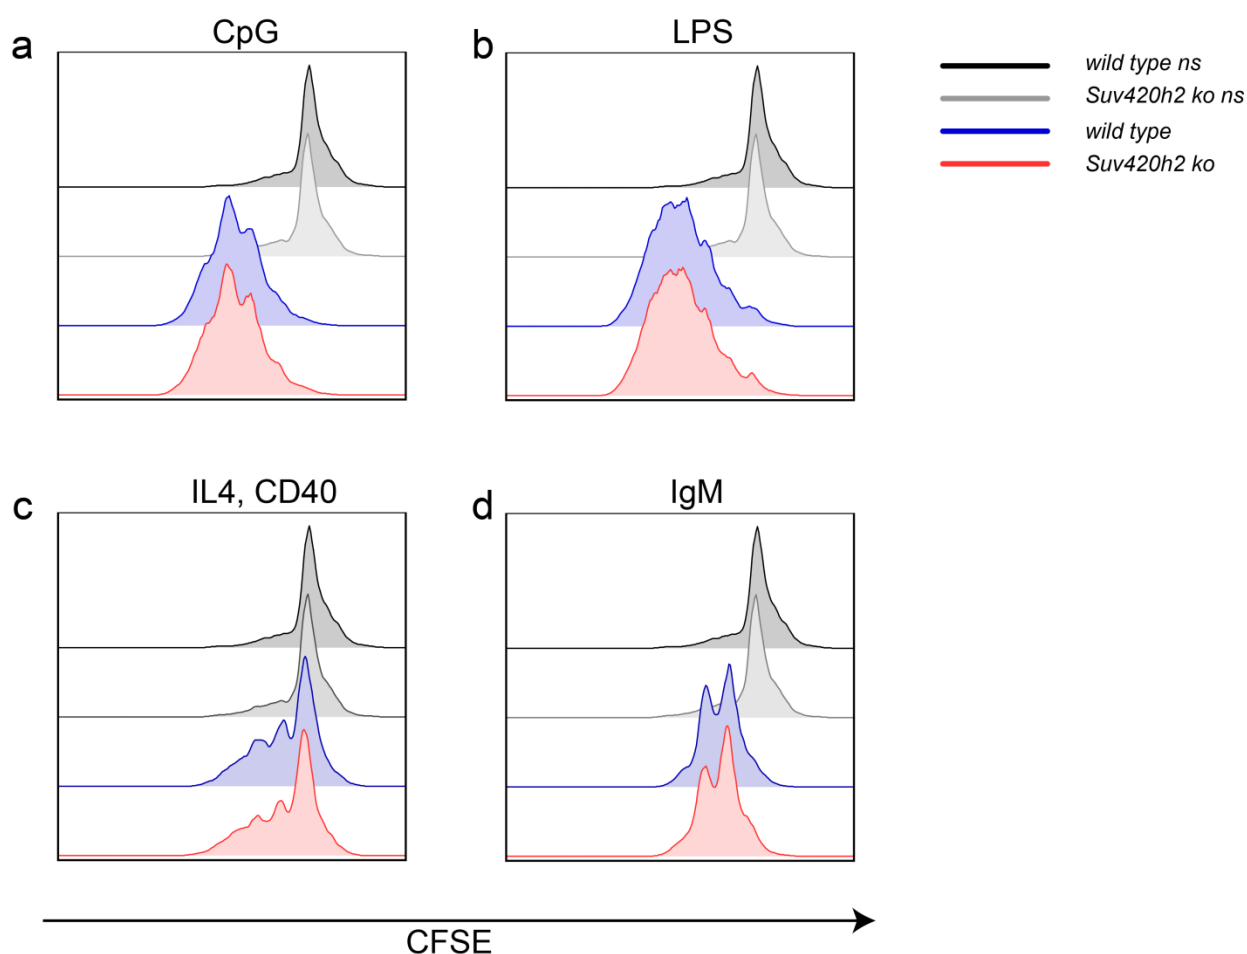 a
CpG
b
LPS
wild type ns
Suv420h2 ko ns
wild type
Suv420h2 ko
c
IL4, CD40
d
IgM
CFSE